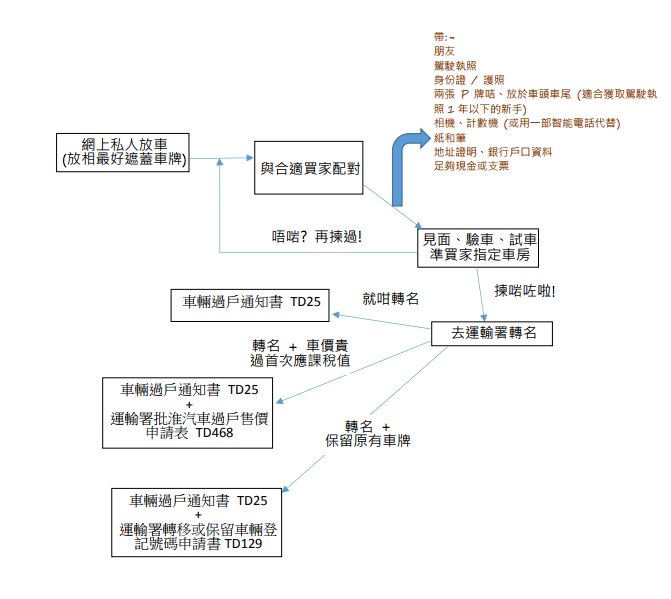 帶:-
朋友
駕駛執照
身份證 / 護照
兩張 P 牌咭、放於車頭車尾 (適合獲取駕駛執
照 1 年以下的新手)
相機、計數機 (或用一部智能電話代替)
紙和筆
地址證明、銀行戶口資料
足夠現金或支票
網上私人放車
(放相最好遮蓋車牌)
與合適買家配對
唔啱? 再揀過!
見面、驗車、試車
準買家指定車房
揀啱咗啦!
車輛過戶通知書 TD25
就咁轉名
去運輸署轉名
轉名 + 車價貴
過首次應課稅值
車輛過戶通知書 TD25
+
運輸署批淮汽車過戶售價
申請表 TD468
轉名 +
保留原有車牌
車輛過戶通知書 TD25
+
運輸署轉移或保留車輛登
記號碼申請書 TD129